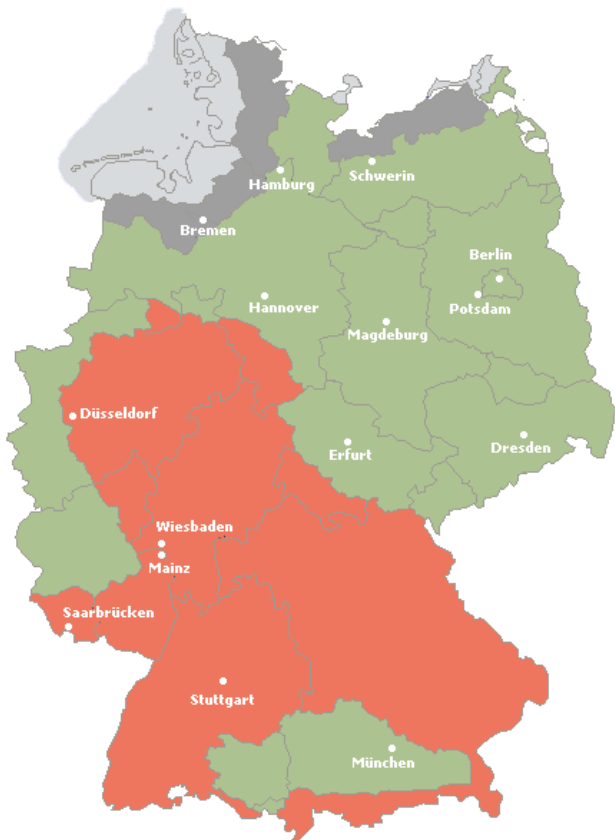 Schwerin
Hamburg
Bremen
Berlin
Potsdam
Hannover
Magdeburg
Düsseldorf
Erfurt
Dresden
Wiesbaden
Mainz
Saarbrücken
Stuttgart
München